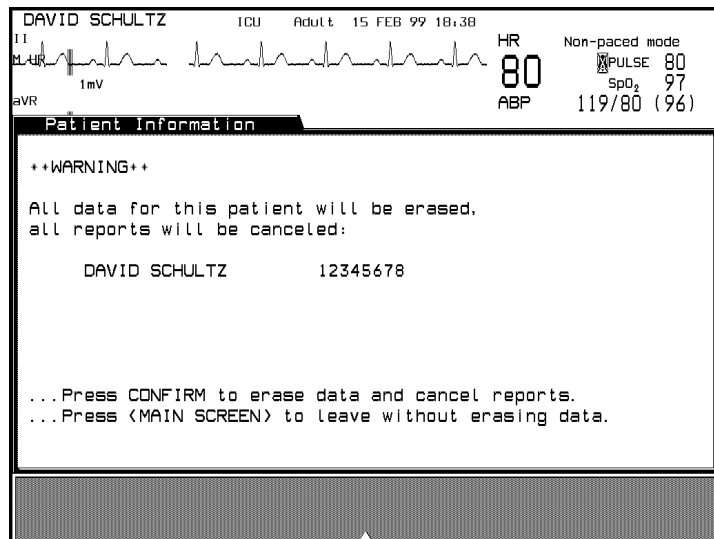 DAVID SCHULTZ ICU Adult 15 FEB 99 18:38
II
HR Non-paced mode
M
PULSE 80
80
1mV
SpO₂ 97
aVR
ABP 119/80 (96)
Patient Information
++WARNING++
All data for this patient will be erased,
all reports will be canceled:
DAVID SCHULTZ 12345678
...Press CONFIRM to erase data and cancel reports.
...Press <MAIN SCREEN> to leave without erasing data.